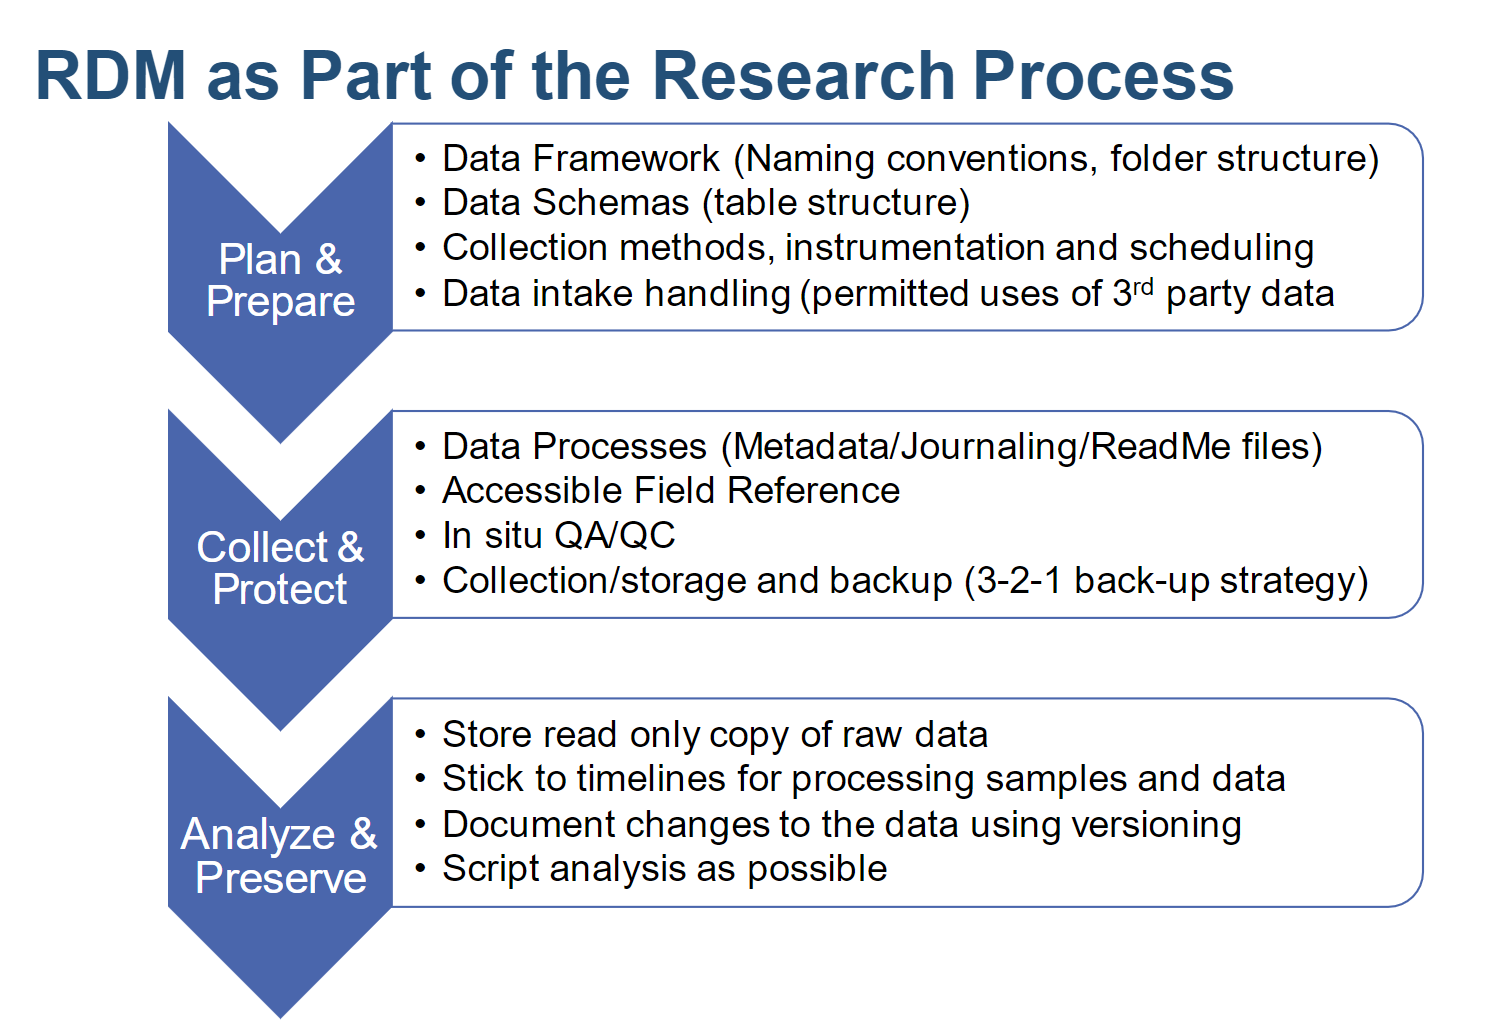 RDM as Part of the Research Process
Plan &
Prepare
• Data Framework (Naming conventions, folder structure)
• Data Schemas (table structure)
• Collection methods, instrumentation and scheduling
• Data intake handling (permitted uses of 3rd party data
Collect &
Protect
• Data Processes (Metadata/Journaling/ReadMe files)
• Accessible Field Reference
• In situ QA/QC
• Collection/storage and backup (3-2-1 back-up strategy)
Analyze &
Preserve
• Store read only copy of raw data
• Stick to timelines for processing samples and data
• Document changes to the data using versioning
• Script analysis as possible